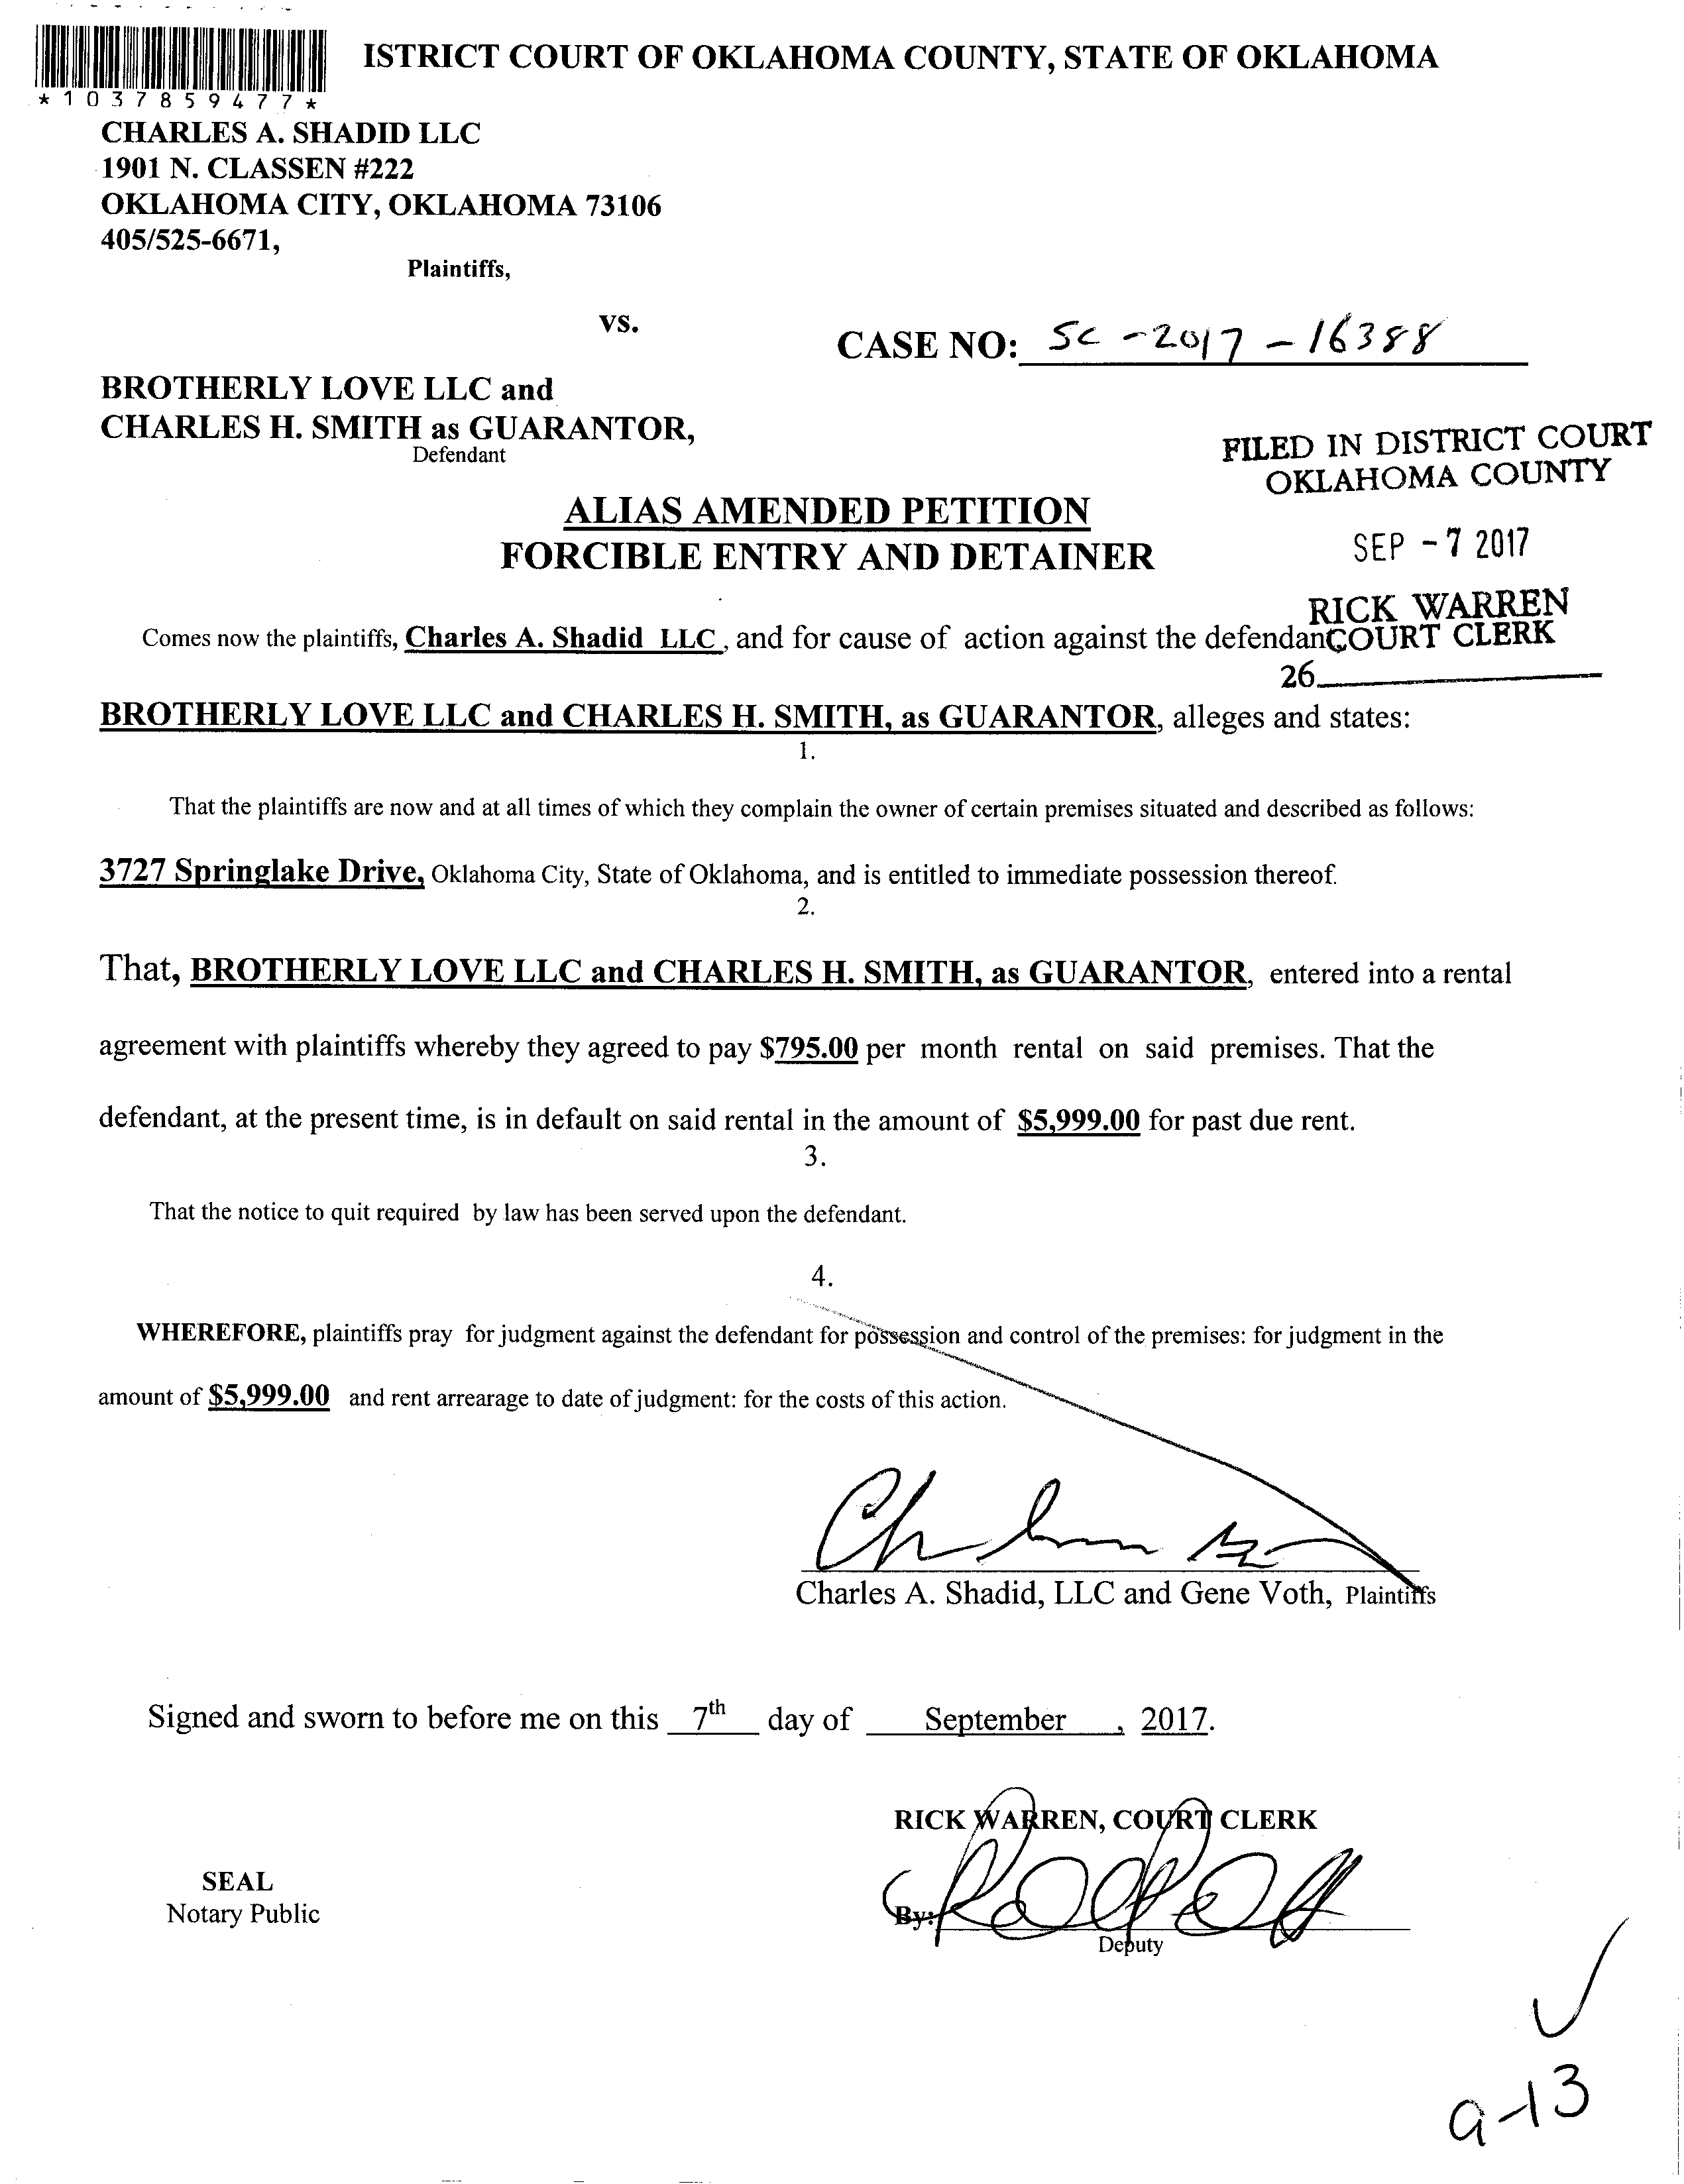 ISTRICT COURT OF OKLAHOMA COUNTY, STATE OF OKLAHOMA
*1037859477*
CHARLES A. SHADID LLC
1901 N. CLASSEN #222
OKLAHOMA CITY, OKLAHOMA 73106
405/525-6671,
Plaintiffs,
vs.
CASE NO: SC-2017-16388
BROTHERLY LOVE LLC and
CHARLES H. SMITH as GUARANTOR,
Defendant
FILED IN DISTRICT COURT
OKLAHOMA COUNTY
SEP -7 2017
RICK WARREN
COURT CLERK
26
ALIAS AMENDED PETITION
FORCIBLE ENTRY AND DETAINER
Comes now the plaintiffs, Charles A. Shadid LLC, and for cause of action against the defendan
BROTHERLY LOVE LLC and CHARLES H. SMITH, as GUARANTOR, alleges and states:
1.
That the plaintiffs are now and at all times of which they complain the owner of certain premises situated and described as follows:
3727 Springlake Drive, Oklahoma City, State of Oklahoma, and is entitled to immediate possession thereof.
2.
That, BROTHERLY LOVE LLC and CHARLES H. SMITH, as GUARANTOR, entered into a rental
agreement with plaintiffs whereby they agreed to pay $795.00 per month rental on said premises. That the
defendant, at the present time, is in default on said rental in the amount of $5,999.00 for past due rent.
3.
That the notice to quit required by law has been served upon the defendant.
4.
WHEREFORE, plaintiffs pray for judgment against the defendant for possession and control of the premises: for judgment in the
amount of $5,999.00 and rent arrearage to date of judgment: for the costs of this action.
Charles A. Shadid, LLC and Gene Voth, Plaintiffs
Signed and sworn to before me on this 7th day of September, 2017.
RICK WARREN, COURT CLERK
SEAL
Notary Public
By:
Deputy
9-13